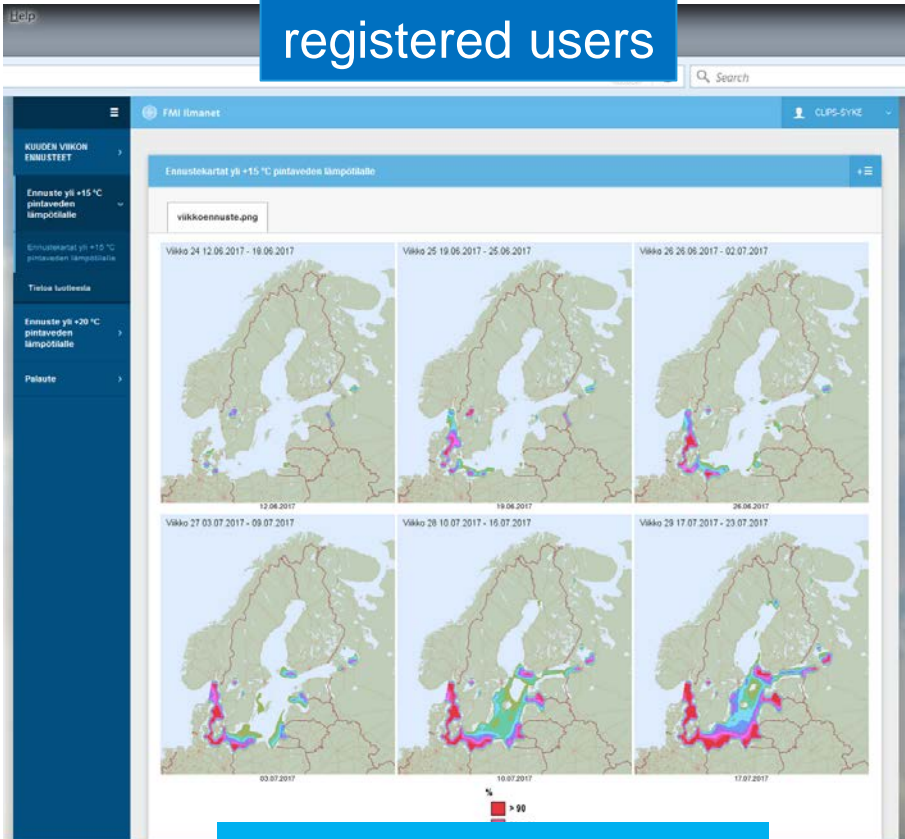 Help
registered users
Search
FMI Ilmanet
CLIPS-SYKE
KUUDEN VIIKON
ENNUSTEET
Ennustekartat yli +15 °C pintaveden lämpötilalle
Ennuste yli +15 °C
pintaveden
lämpötilalle
viikkoennuste.png
Ennustekartat yli +15 °C
pintaveden lämpötilalle
Tietoa tuotteesta
Ennuste yli +20 °C
pintaveden
lämpötilalle
Palaute
Viikko 24 12.06.2017 - 18.06.2017
Viikko 25 19.06.2017 - 25.06.2017
Viikko 26 26.06.2017 - 02.07.2017
12.06.2017
19.06.2017
26.06.2017
Viikko 27 03.07.2017 - 09.07.2017
Viikko 28 10.07.2017 - 16.07.2017
Viikko 29 17.07.2017 - 23.07.2017
03.07.2017
10.07.2017
17.07.2017
%
> 90